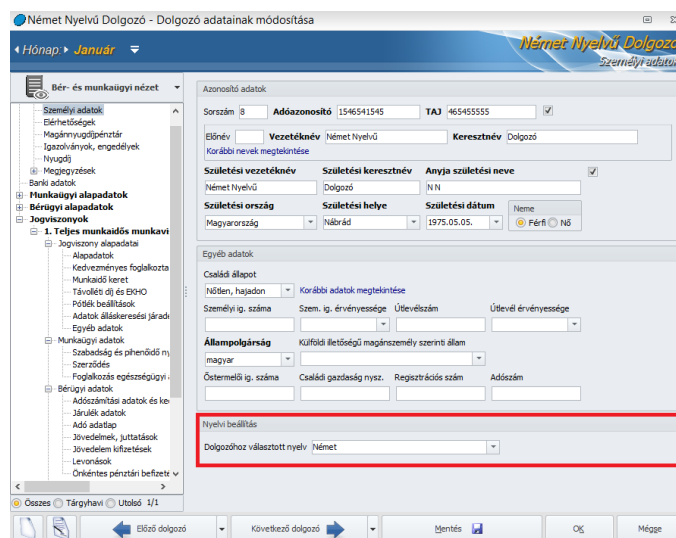 Német Nyelvű Dolgozó - Dolgozó adatainak módosítása
Hónap: Január
Német Nyelvű Dolgozó
Személyi adatok
Bér- és munkaügyi nézet
Személyi adatok
Elérhetőségek
Magánnyugdíjpénztár
Igazolványok, engedélyek
Nyugdíj
Megjegyzések
Banki adatok
Munkaügyi alapadatok
Bérügyi alapadatok
Jogviszonyok
1. Teljes munkaidős munkavi
Jogviszony alapadatai
Alapadatok
Kedvezményes foglalkozta
Munkaidő keret
Távolléti díj és EKHO
Pótlék beállítások
Adatok álláskeresési járadé
Egyéb adatok
Munkaügyi adatok
Szabadság és pihenőidő ny
Szerződés
Foglalkozás egészségügyi
Bérügyi adatok
Adószámítási adatok és ke
Járulék adatok
Adó adatlap
Jövedelmek, juttatások
Jövedelem kifizetések
Levonások
Önkéntes pénztári befizeté
Összes Tárgyhavi Utolsó 1/1
Azonosító adatok
Sorszám 8 Adóazonosító 1546541545 TAJ 465455555
Előnév Vezetéknév Német Nyelvű Keresztnév Dolgozó
Korábbi nevek megtekintése
Születési vezetéknév Születési keresztnév Anyja születési neve
Német Nyelvű Dolgozó N N
Születési ország Születési helye Születési dátum Neme
Magyarország Nábrád 1975.05.05. Férfi Nő
Egyéb adatok
Családi állapot
Nőtlen, hajadon Korábbi adatok megtekintése
Személyi ig. száma Szem. ig. érvényessége Útlevélszám Útlevél érvényessége
Állampolgárság Külföldi illetőségű magánszemély szerinti állam
magyar
Őstermelői ig. száma Családi gazdaság nysz. Regisztrációs szám Adószám
Nyelvi beállítás
Dolgozóhoz választott nyelv Német
Előző dolgozó Következő dolgozó Mentés OK Mégse